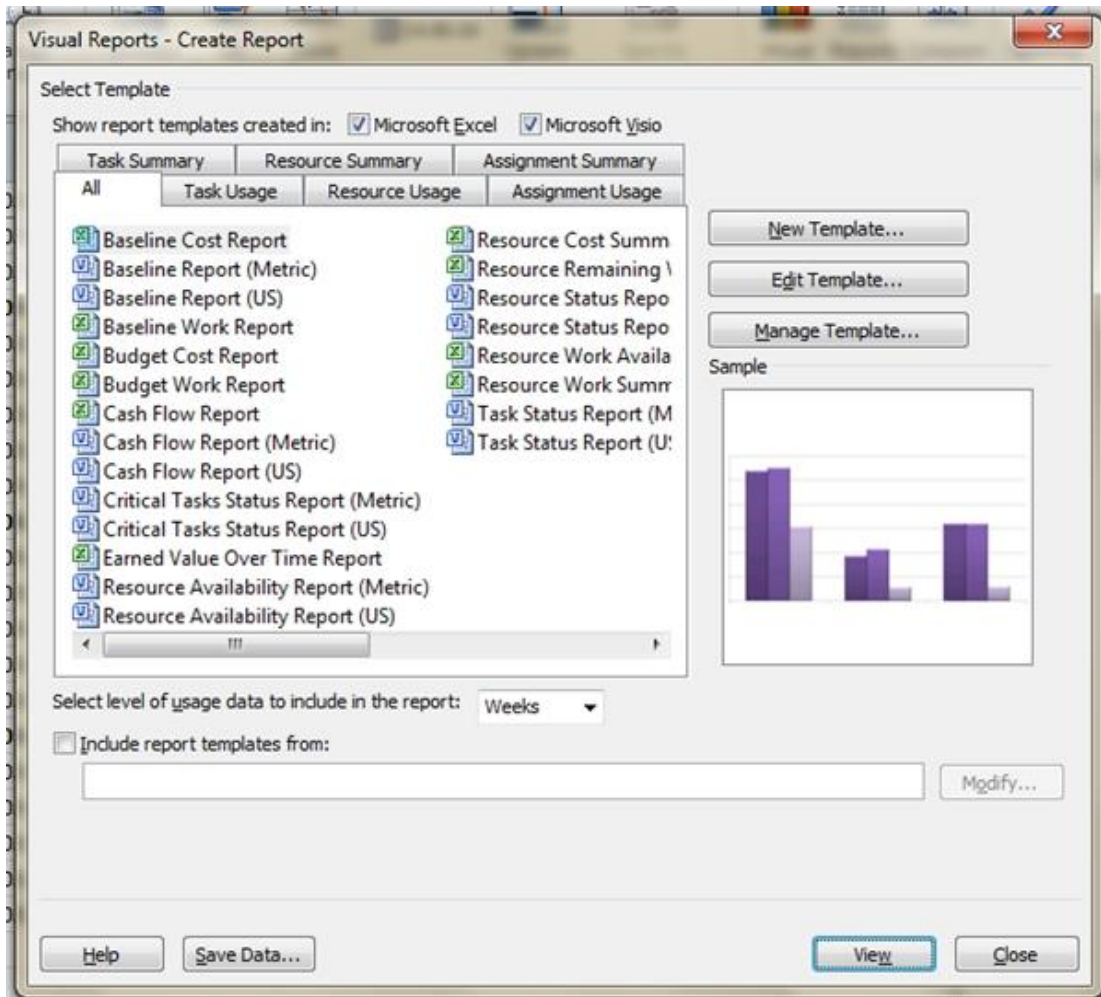 Visual Reports - Create Report
Select Template
Show report templates created in: Microsoft Excel Microsoft Visio
Task Summary Resource Summary Assignment Summary
All Task Usage Resource Usage Assignment Usage
Baseline Cost Report
Baseline Report (Metric)
Baseline Report (US)
Baseline Work Report
Budget Cost Report
Budget Work Report
Cash Flow Report
Cash Flow Report (Metric)
Cash Flow Report (US)
Critical Tasks Status Report (Metric)
Critical Tasks Status Report (US)
Earned Value Over Time Report
Resource Availability Report (Metric)
Resource Availability Report (US)
Resource Cost Summ
Resource Remaining
Resource Status Repo
Resource Status Repo
Resource Work Availa
Resource Work Summ
Task Status Report (M
Task Status Report (US
New Template...
Edit Template...
Manage Template...
Sample
Select level of usage data to include in the report: Weeks
Include report templates from:
Modify...
Help Save Data... View Close